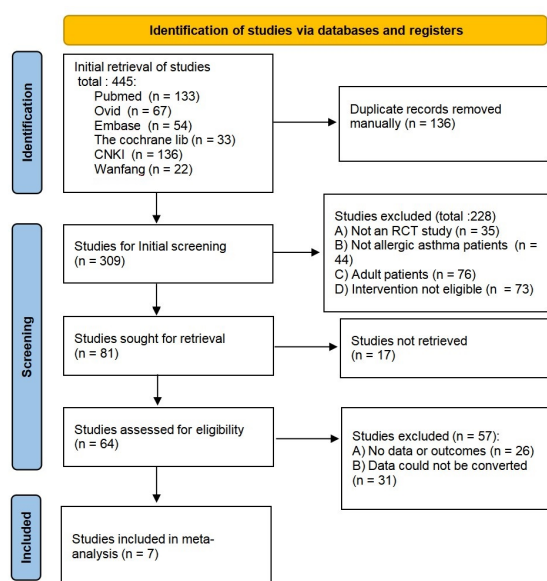 Identification of studies via databases and registers
Identification
Initial retrieval of studies
total : 445:
Pubmed (n = 133)
Ovid (n = 67)
Embase (n = 54)
The cochrane lib (n = 33)
CNKI (n = 136)
Wanfang (n = 22)
Duplicate records removed
manually (n = 136)
Screening
Studies for Initial screening
(n = 309)
Studies excluded (total :228)
A) Not an RCT study (n = 35)
B) Not allergic asthma patients (n =
44)
C) Adult patients (n = 76)
D) Intervention not eligible (n = 73)
Studies sought for retrieval
(n = 81)
Studies not retrieved
(n = 17)
Studies assessed for eligibility
(n = 64)
Studies excluded (n = 57):
A) No data or outcomes (n = 26)
B) Data could not be converted
(n = 31)
Included
Studies included in meta-
analysis (n = 7)